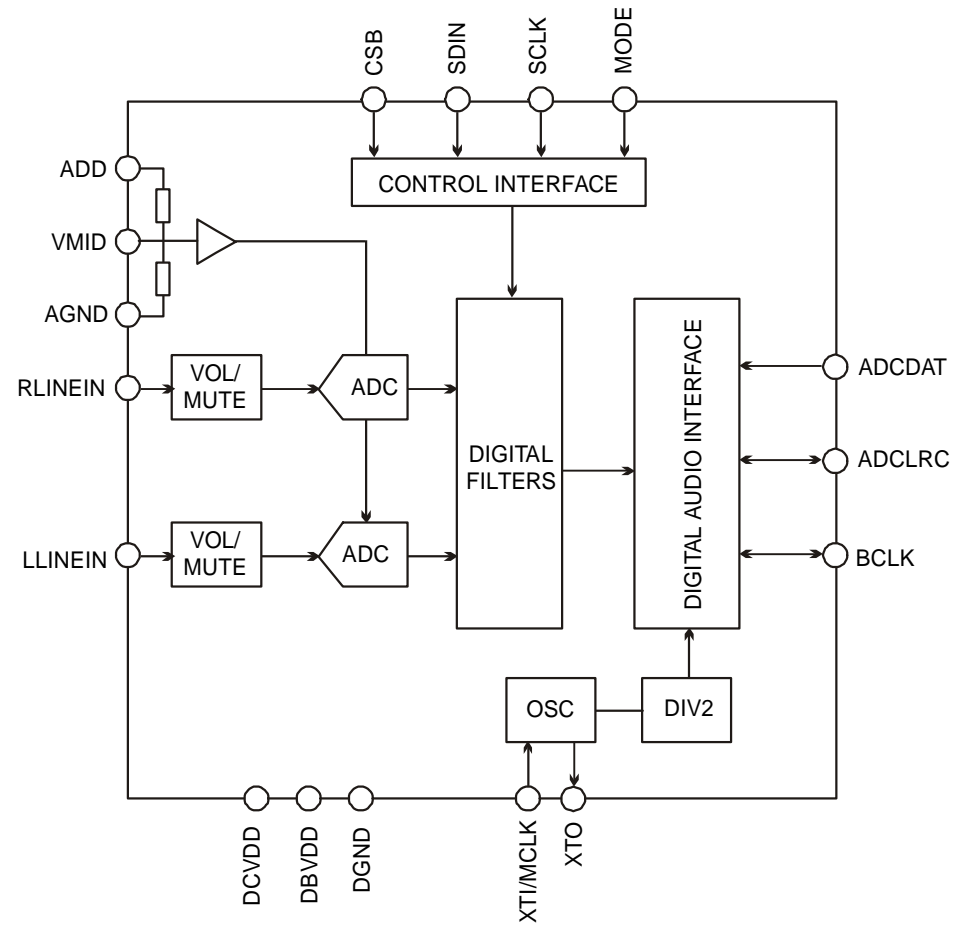 CSB
SDIN
SCLK
MODE
ADD
CONTROL INTERFACE
VMID
AGND
RLINEIN
VOL/
MUTE
ADC
DIGITAL
FILTERS
DIGITAL AUDIO INTERFACE
ADCDAT
ADCLRC
LLINEIN
VOL/
MUTE
ADC
BCLK
OSC
DIV2
DCVDD
DBVDD
DGND
XTI/MCLK
XTO